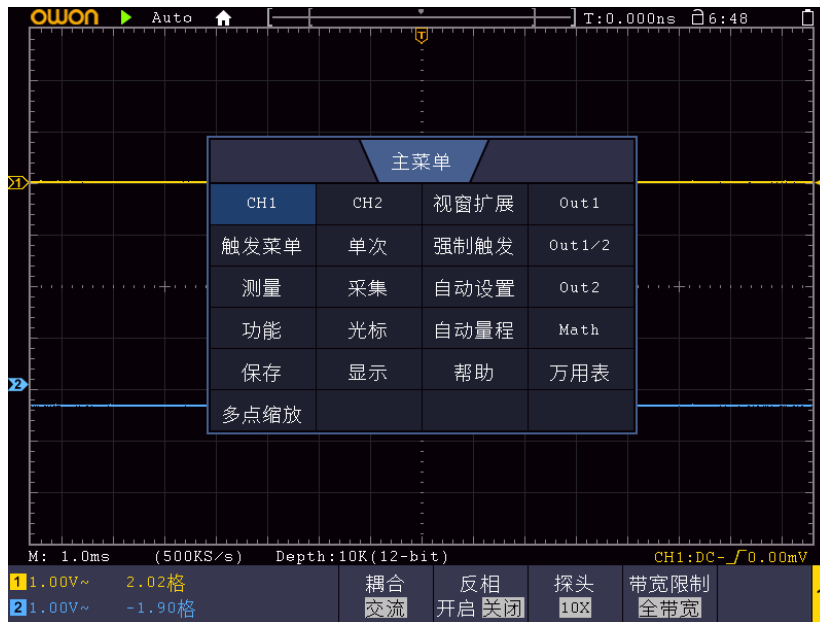 OWON Auto T:0.000ns 6:48
T
主菜单
CH1 CH2 视窗扩展 Out1
触发菜单 单次 强制触发 Out1/2
测量 采集 自动设置 Out2
功能 光标 自动量程 Math
保存 显示 帮助 万用表
多点缩放
1
2
M: 1.0ms (500KS/s) Depth:10K(12-bit) CH1:DC- 0.00mV
1 1.00V~ 2.02格 耦合 反相 探头 带宽限制
2 1.00V~ -1.90格 交流 开启 关闭 10X 全带宽